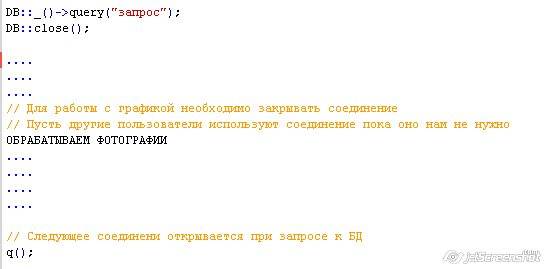 DB::_()->query("запрос");
DB::close();
....
....
....
// Для работы с графикой необходимо закрывать соединение
// Пусть другие пользователи используют соединение пока оно нам не нужно
ОБРАБАТЫВАЕМ ФОТОГРАФИИ
....
....
....
....
// Следующее соединени открывается при запросе к БД
q();
jetScreenshot